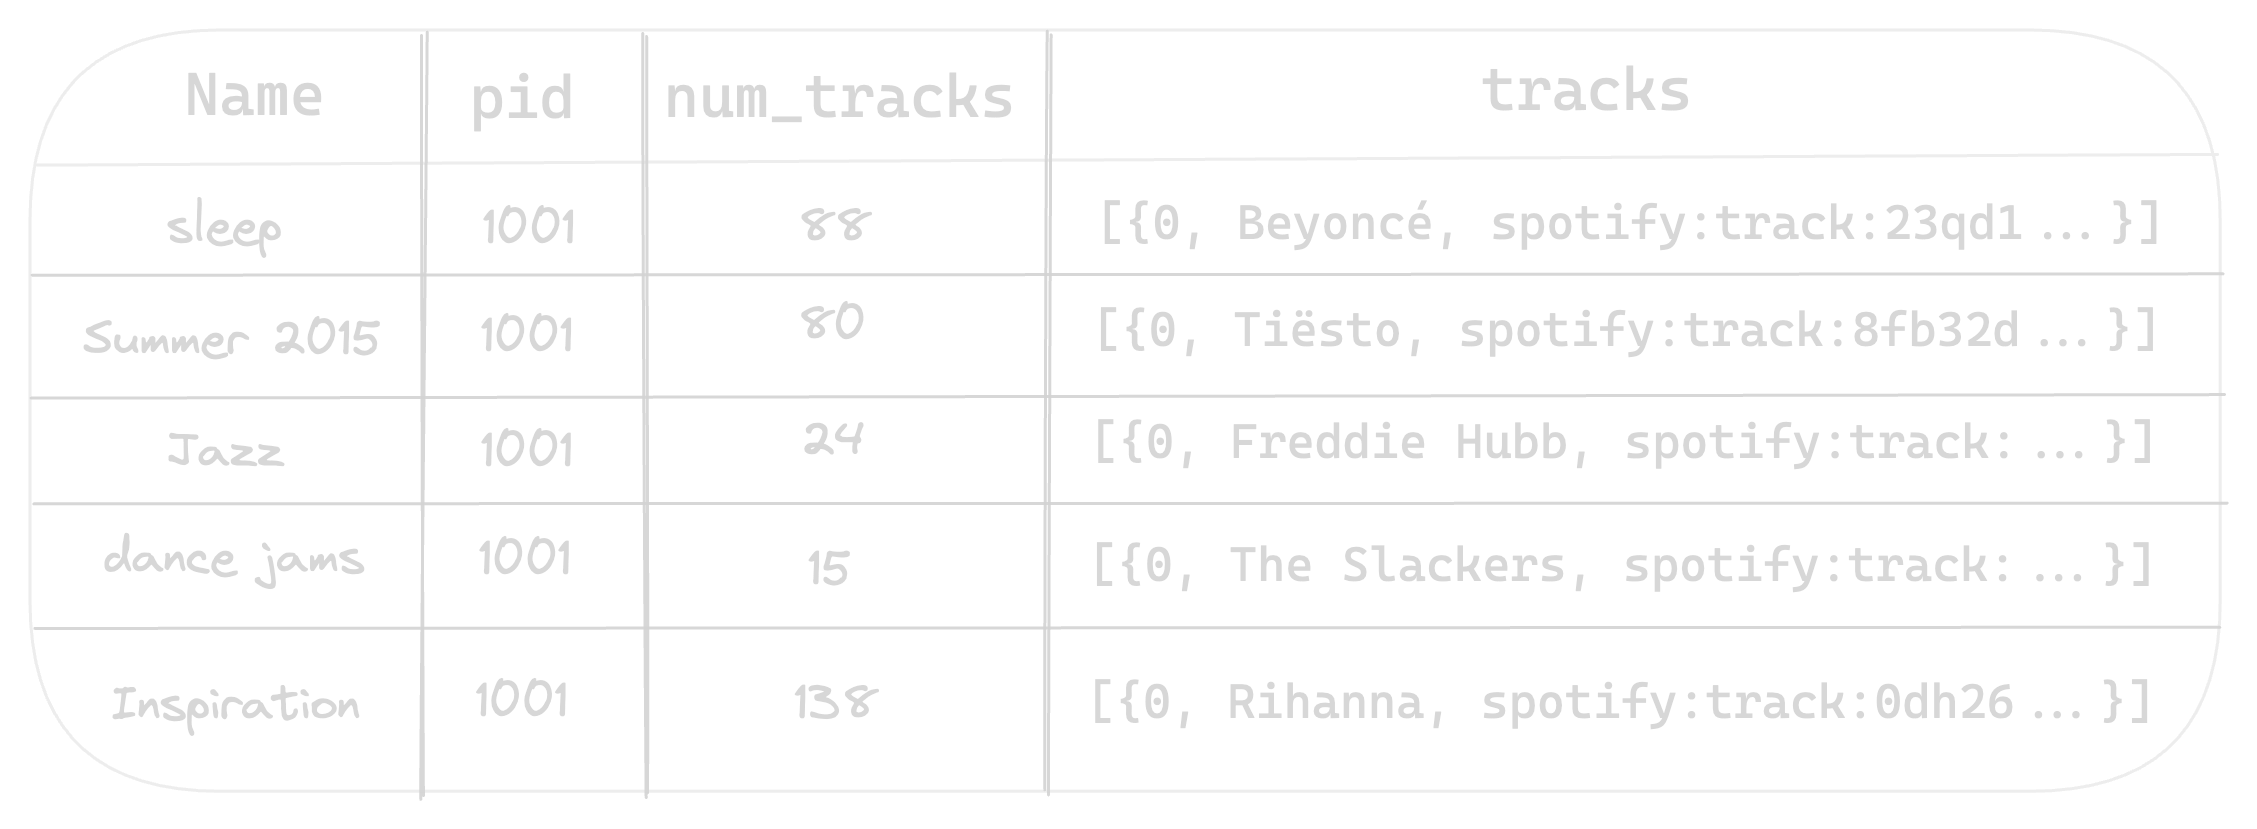 Name pid num_tracks tracks
sleep 1001 88 [{0, Beyoncé, spotify:track:23qd1 ... }]
Summer 2015 1001 80 [{0, Tiësto, spotify:track:8fb32d ... }]
Jazz 1001 24 [{0, Freddie Hubb, spotify:track: ... }]
dance jams 1001 15 [{0, The Slackers, spotify:track: ... }]
Inspiration 1001 138 [{0, Rihanna, spotify:track:0dh26 ... }]